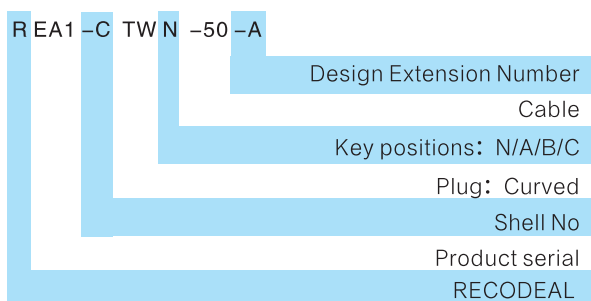 R EA1 -C TW N -50 -A
Design Extension Number
Cable
Key positions: N/A/B/C
Plug: Curved
Shell No
Product serial
RECODEAL